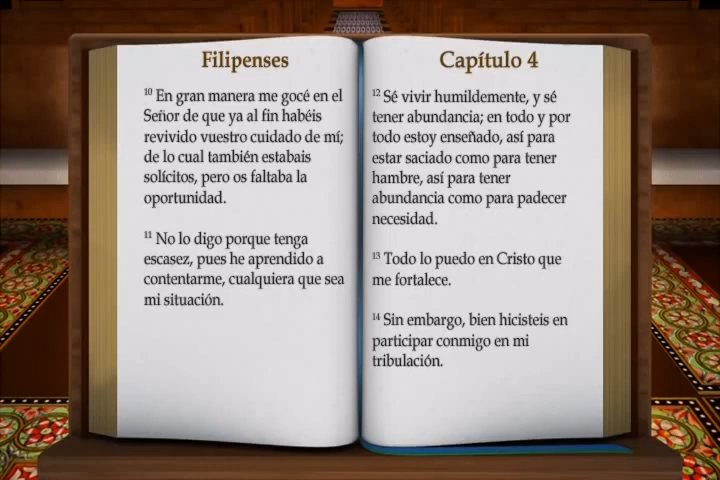 Filipenses
10 En gran manera me gocé en el
Señor de que ya al fin habéis
revivido vuestro cuidado de mí;
de lo cual también estabais
solícitos, pero os faltaba la
oportunidad.
11 No lo digo porque tenga
escasez, pues he aprendido a
contentarme, cualquiera que sea
mi situación.
Capítulo 4
12 Sé vivir humildemente, y sé
tener abundancia; en todo y por
todo estoy enseñado, así para
estar saciado como para tener
hambre, así para tener
abundancia como para padecer
necesidad.
13 Todo lo puedo en Cristo que
me fortalece.
14 Sin embargo, bien hicisteis en
participar conmigo en mi
tribulación.